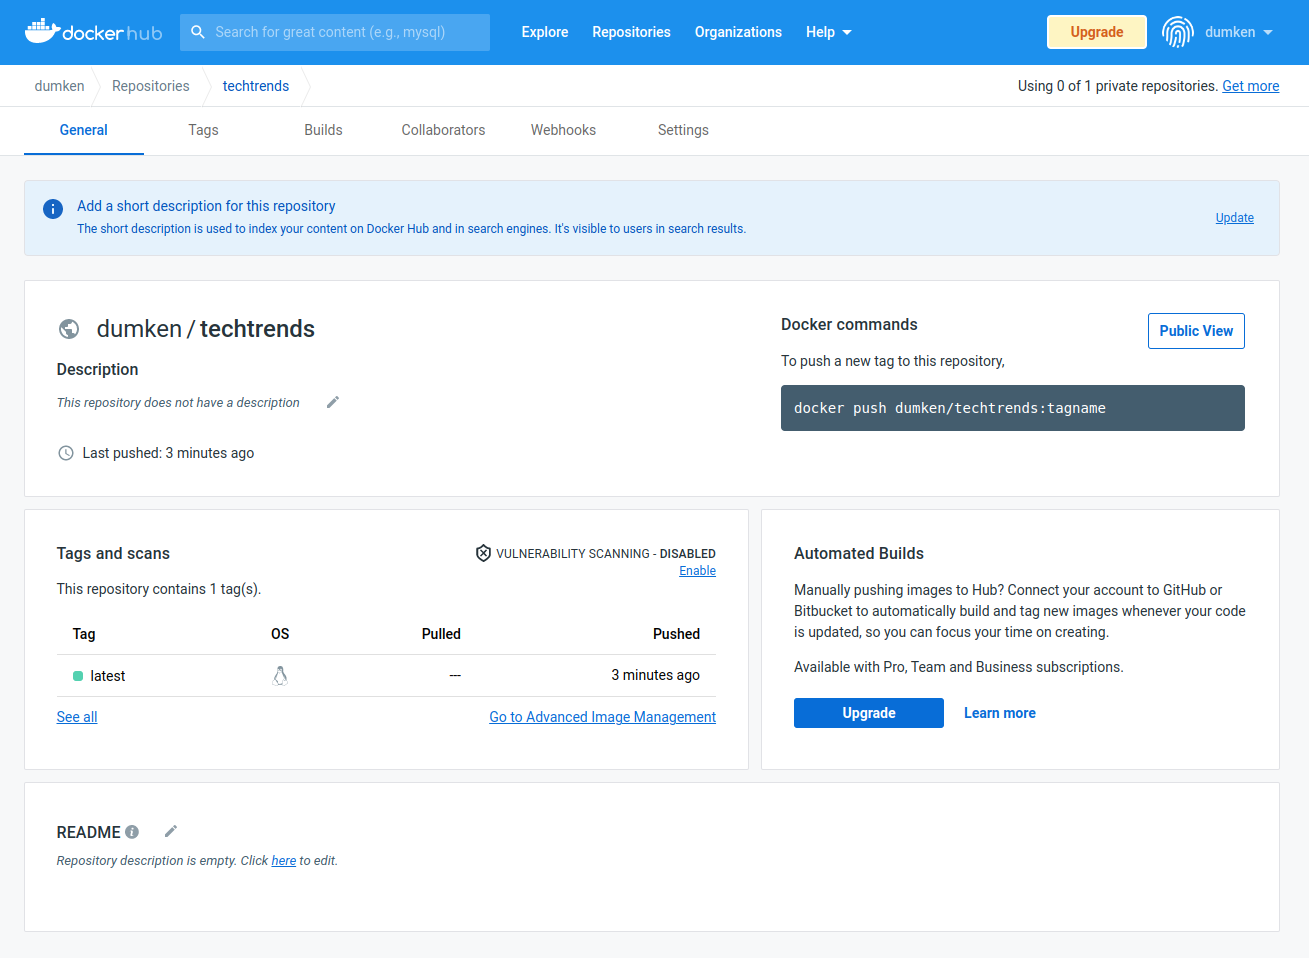 docker hub
Search for great content (e.g., mysql)
Explore
Repositories
Organizations
Help
Upgrade
dumken
dumken
Repositories
techtrends
Using 0 of 1 private repositories. Get more
General
Tags
Builds
Collaborators
Webhooks
Settings
Add a short description for this repository
The short description is used to index your content on Docker Hub and in search engines. It's visible to users in search results.
Update
dumken / techtrends
Description
This repository does not have a description
Last pushed: 3 minutes ago
Docker commands
Public View
To push a new tag to this repository,
docker push dumken/techtrends:tagname
Tags and scans
VULNERABILITY SCANNING - DISABLED
Enable
This repository contains 1 tag(s).
Tag OS Pulled Pushed
latest --- 3 minutes ago
See all
Go to Advanced Image Management
Automated Builds
Manually pushing images to Hub? Connect your account to GitHub or
Bitbucket to automatically build and tag new images whenever your code
is updated, so you can focus your time on creating.
Available with Pro, Team and Business subscriptions.
Upgrade
Learn more
README
Repository description is empty. Click here to edit.